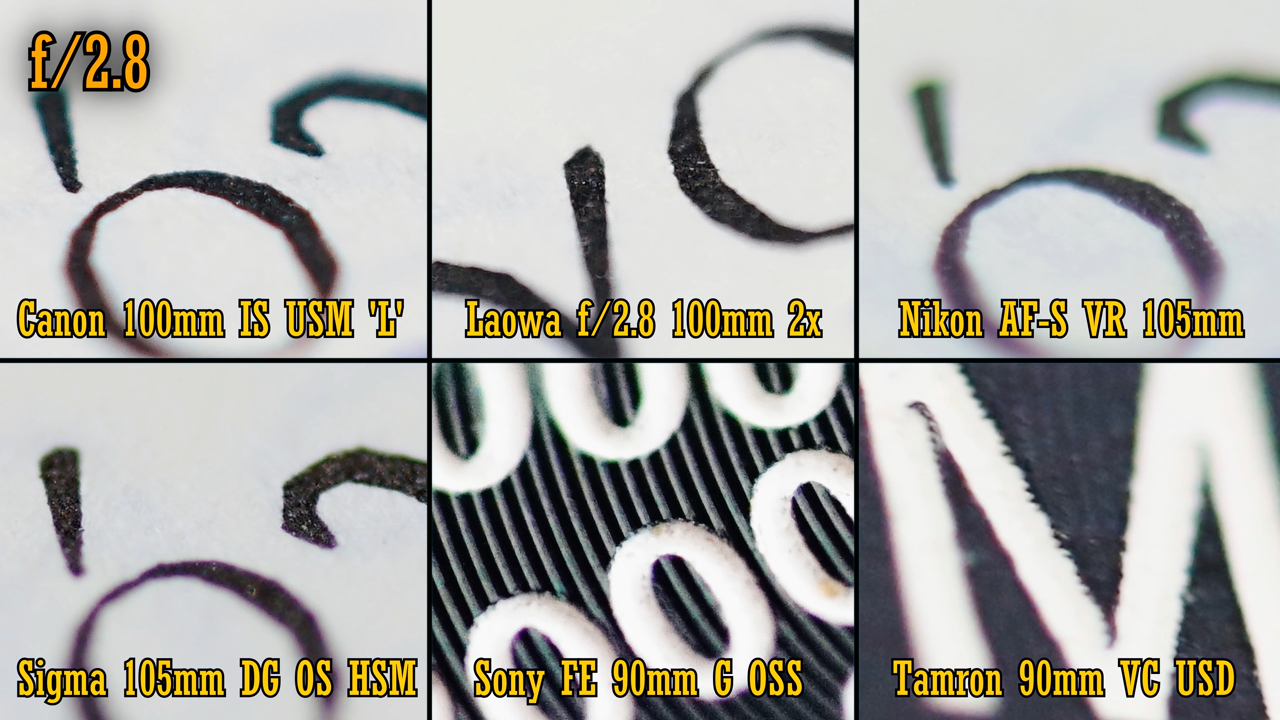 f/2.8
Canon 100mm IS USM 'L'
Laowa f/2.8 100mm 2x
Nikon AF-S VR 105mm
Sigma 105mm DG OS HSM
Sony FE 90mm G OSS
Tamron 90mm VC USD